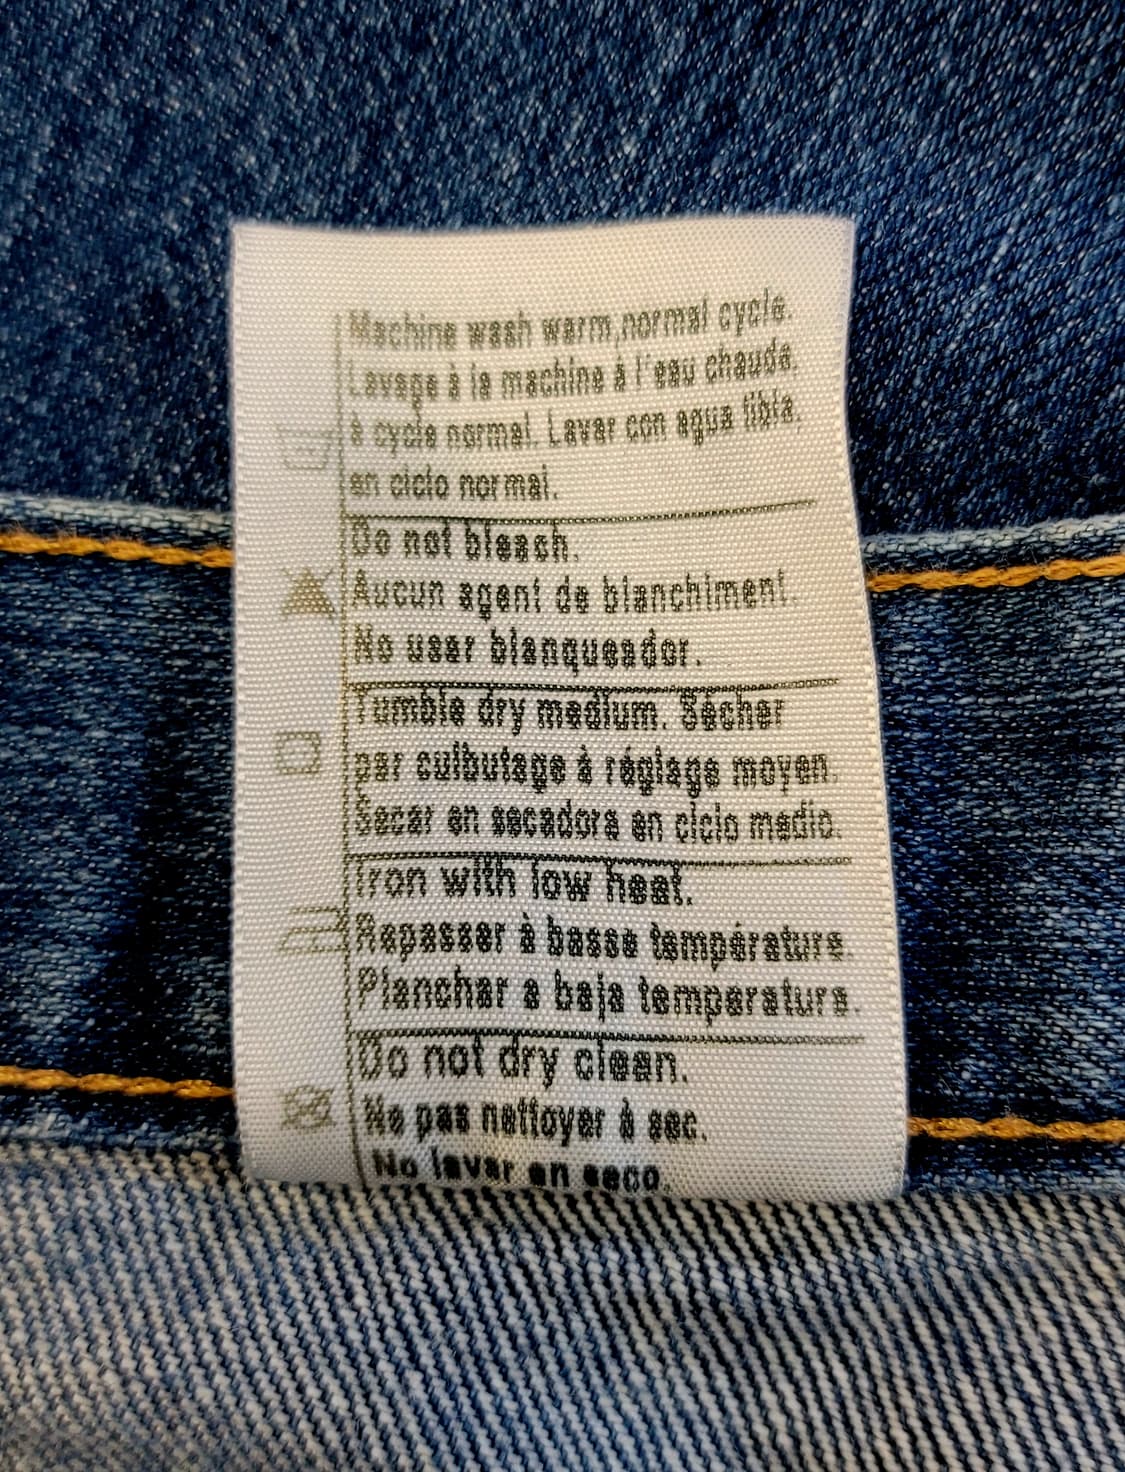 Machine wash warm,normal cycle.
Lavage à la machine à l'eau chaude.
à cycle normal. Lavar con agua tibia.
en ciclo normal.
Do not bleach.
Aucun agent de blanchiment.
No usar blanqueador.
Tumble dry medium. Sécher
par culbutage à réglage moyen.
Secar en secadora en ciclo medio.
Iron with low heat.
Repasser à basse température.
Planchar a baja temperatura.
Do not dry clean.
Ne pas nettoyer à sec.
No lavar en seco.